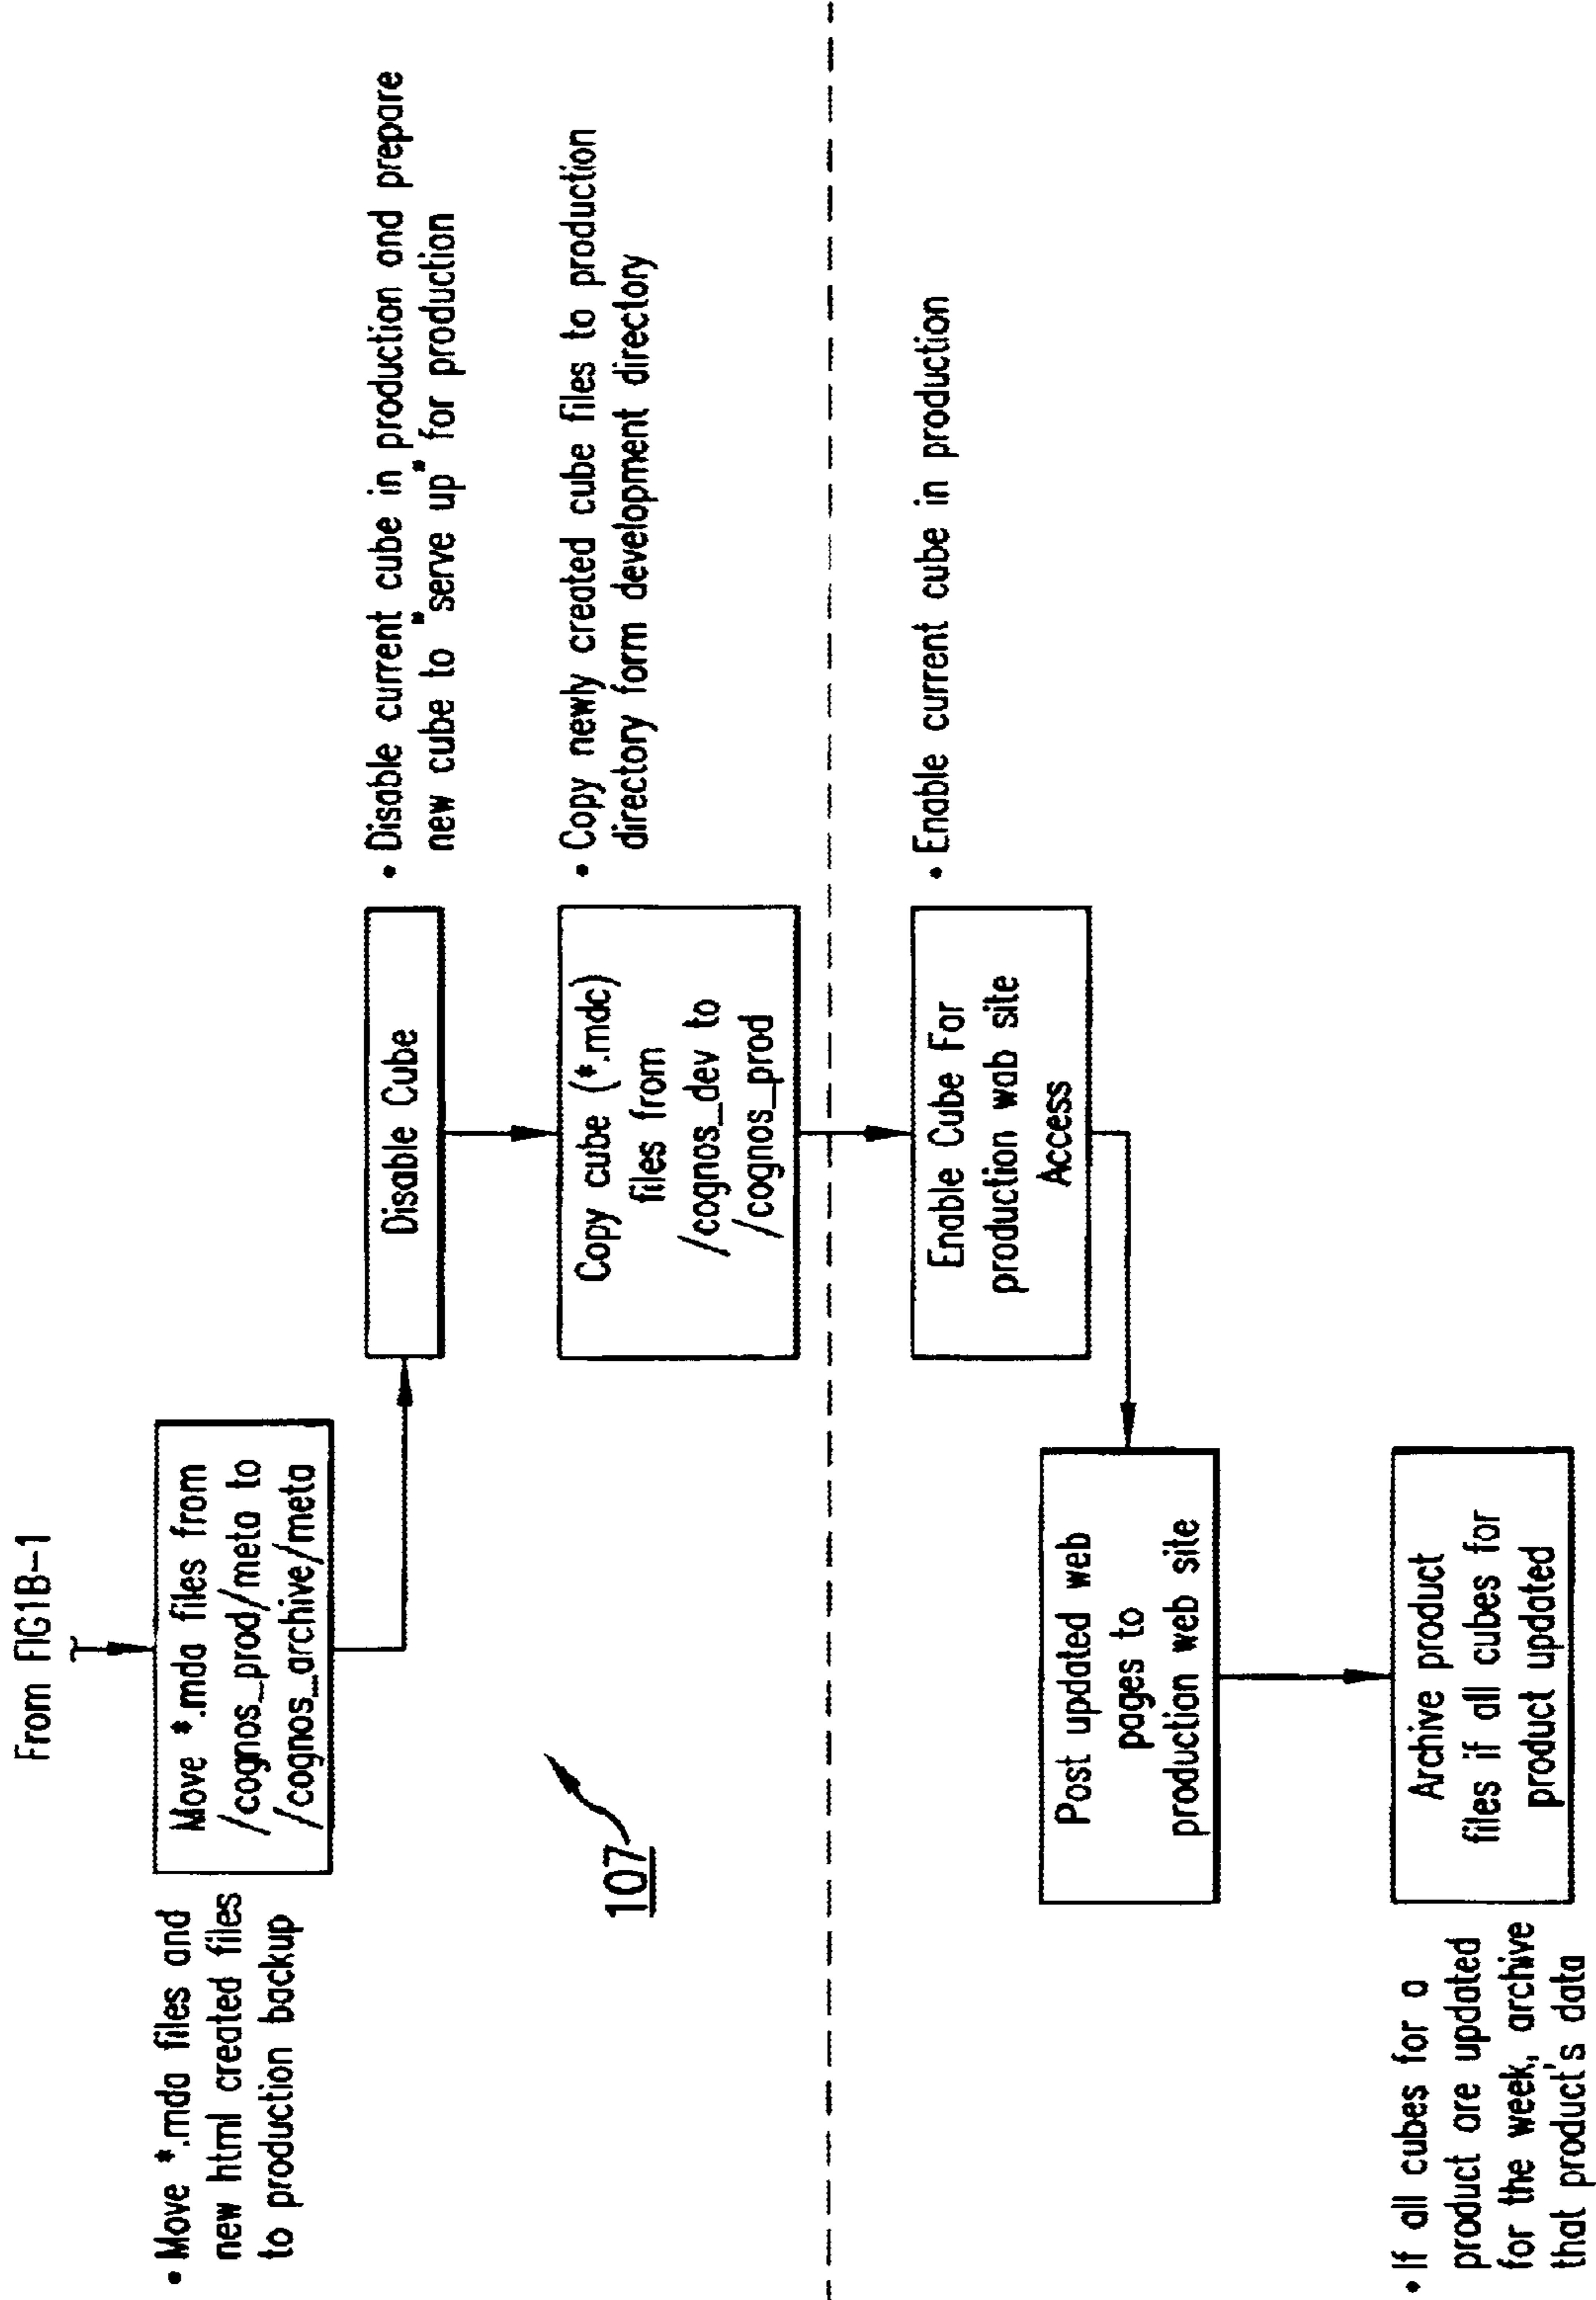 From FIG1B-1
• Move *.mda files and
new html created files
to production backup
Move *.mda files from
/cognos_prod/meta to
/cognos_archive/meta
Disable Cube
• Disable current cube in production and prepare
new cube to "serve up" for production
Copy cube (*.mdc)
files from
/cognos_dev to
/cognos_prod
• Copy newly created cube files to production
directory form development directory
107
Enable Cube For
production wab site
Access
• Enable current cube in production
Post updated web
pages to
production web site
• If all cubes for a
product are updated
for the week, archive
that product's data
Archive product
files if all cubes for
product updated